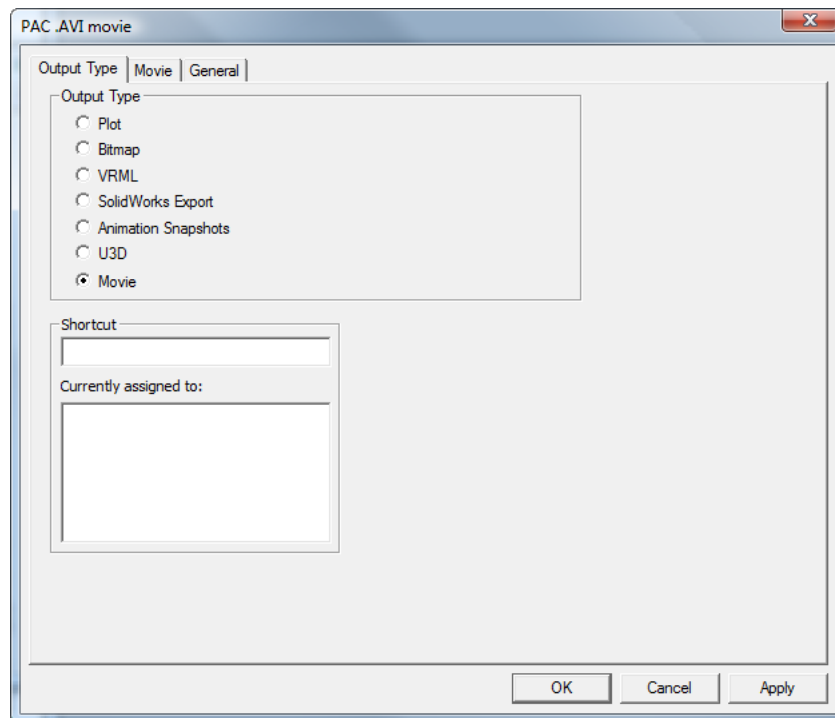 PAC .AVI movie
Output Type Movie General
Output Type
Plot
Bitmap
VRML
SolidWorks Export
Animation Snapshots
U3D
Movie
Shortcut
Currently assigned to:
OK Cancel Apply